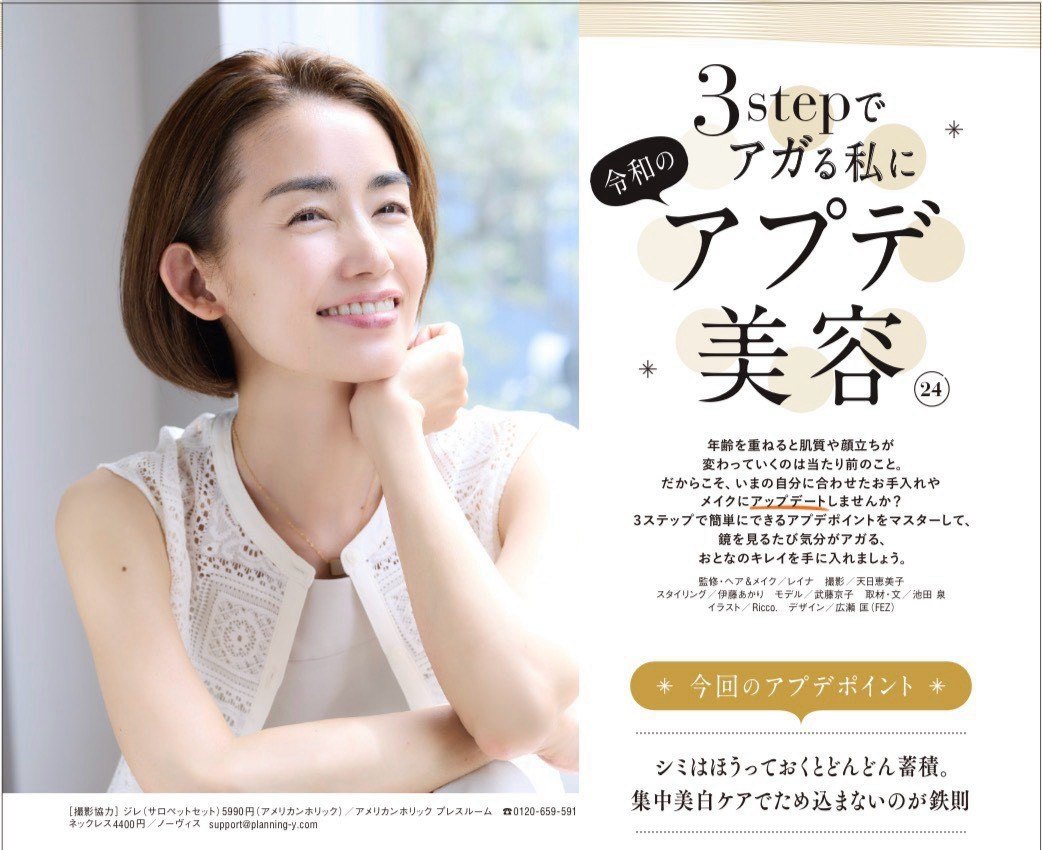 3stepで
アガる私に
令和の
アプデ
美容
24
年齢を重ねると肌質や顔立ちが
変わっていくのは当たり前のこと。
だからこそ、いまの自分に合わせたお手入れや
メイクにアップデートしませんか？
3ステップで簡単にできるアプデポイントをマスターして、
鏡を見るたび気分がアガる、
おとなのキレイを手に入れましょう。
監修・ヘア&メイク／レイナ　撮影／天日恵美子
スタイリング／伊藤あかり　モデル／武藤京子　取材・文／池田 泉
イラスト／Ricco.　デザイン／広瀬 匡（FEZ）
＊ 今回のアプデポイント ＊
シミはほうっておくとどんどん蓄積。
集中美白ケアでため込まないのが鉄則
［撮影協力］ジレ（サロペットセット）5990円（アメリカンホリック）／アメリカンホリック プレスルーム　☎0120-659-591
ネックレス4400円／ノーヴィス　support@planning-y.com